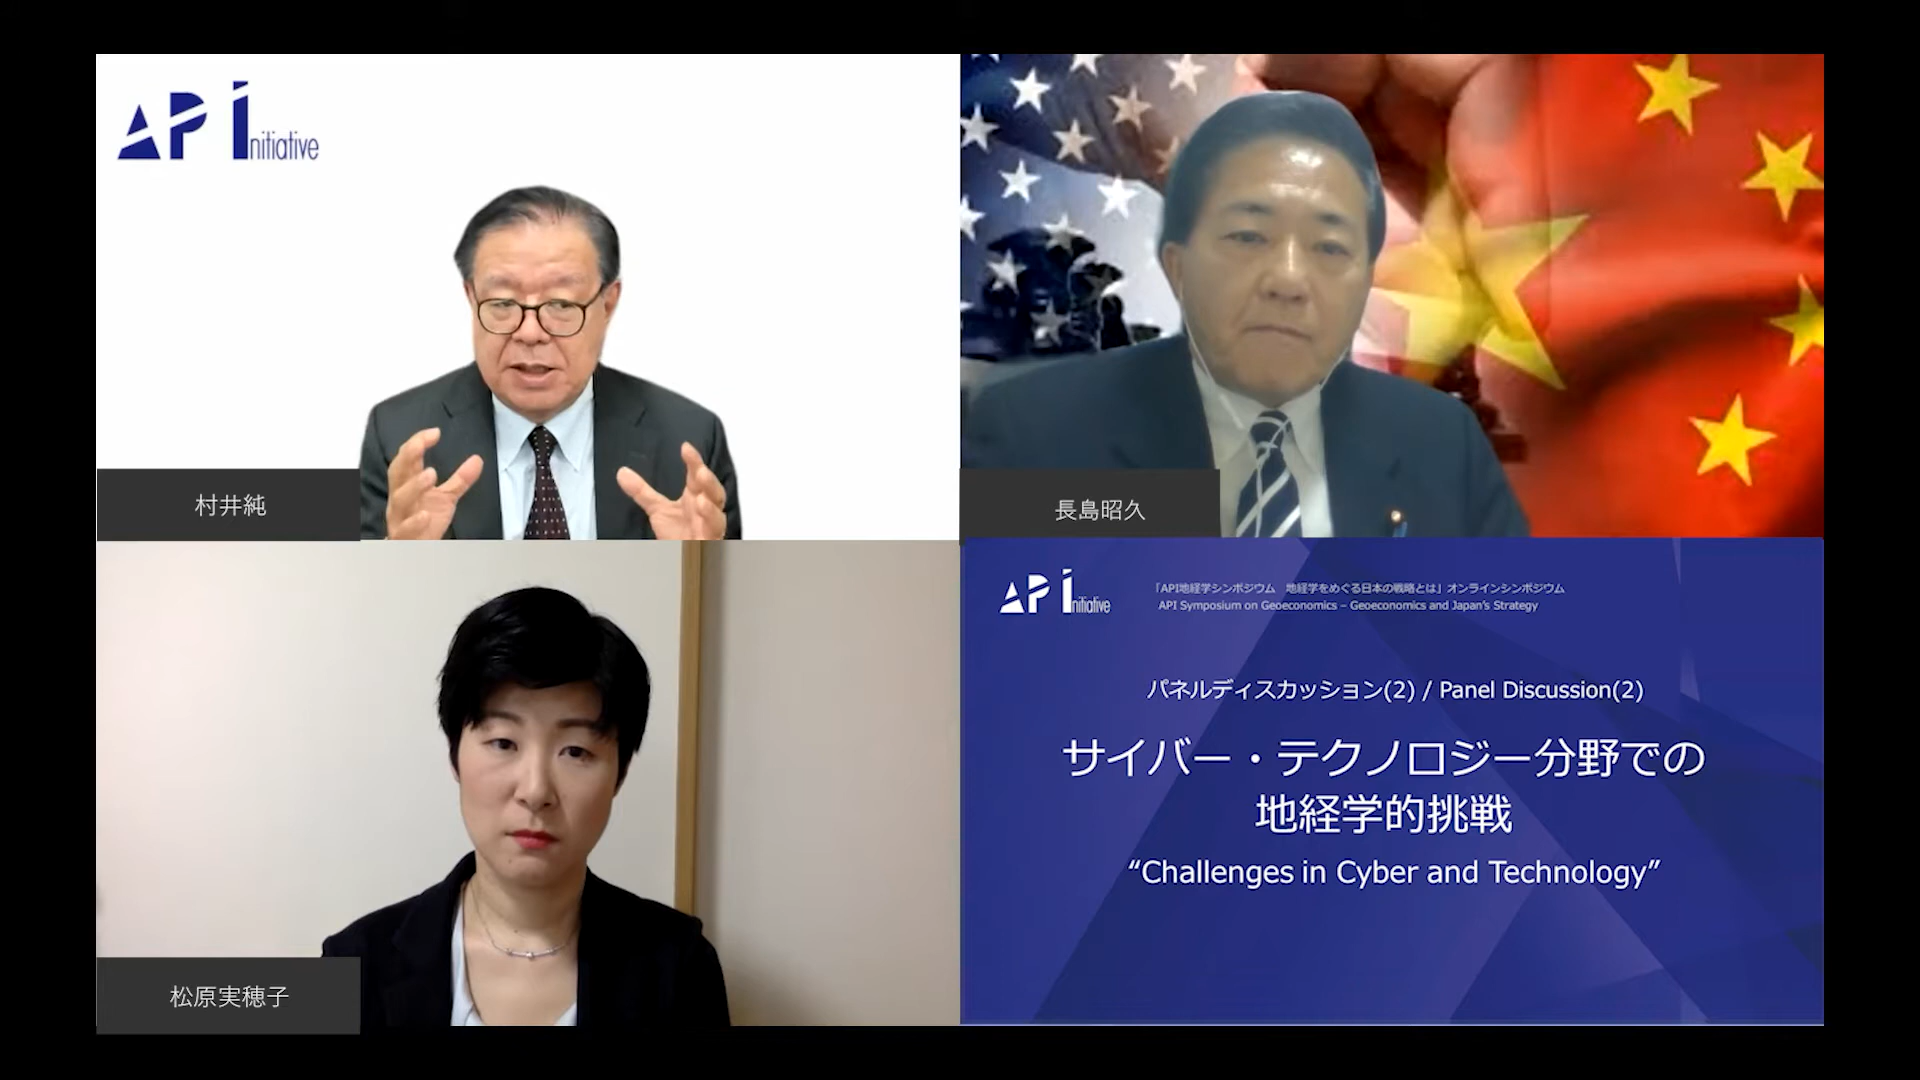 API Initiative
村井純
長島昭久
松原実穂子
API Initiative
「API地経学シンポジウム　地経学をめぐる日本の戦略とは」オンラインシンポジウム
API Symposium on Geoeconomics – Geoeconomics and Japan's Strategy
パネルディスカッション(2) / Panel Discussion(2)
サイバー・テクノロジー分野での
地経学的挑戦
“Challenges in Cyber and Technology”